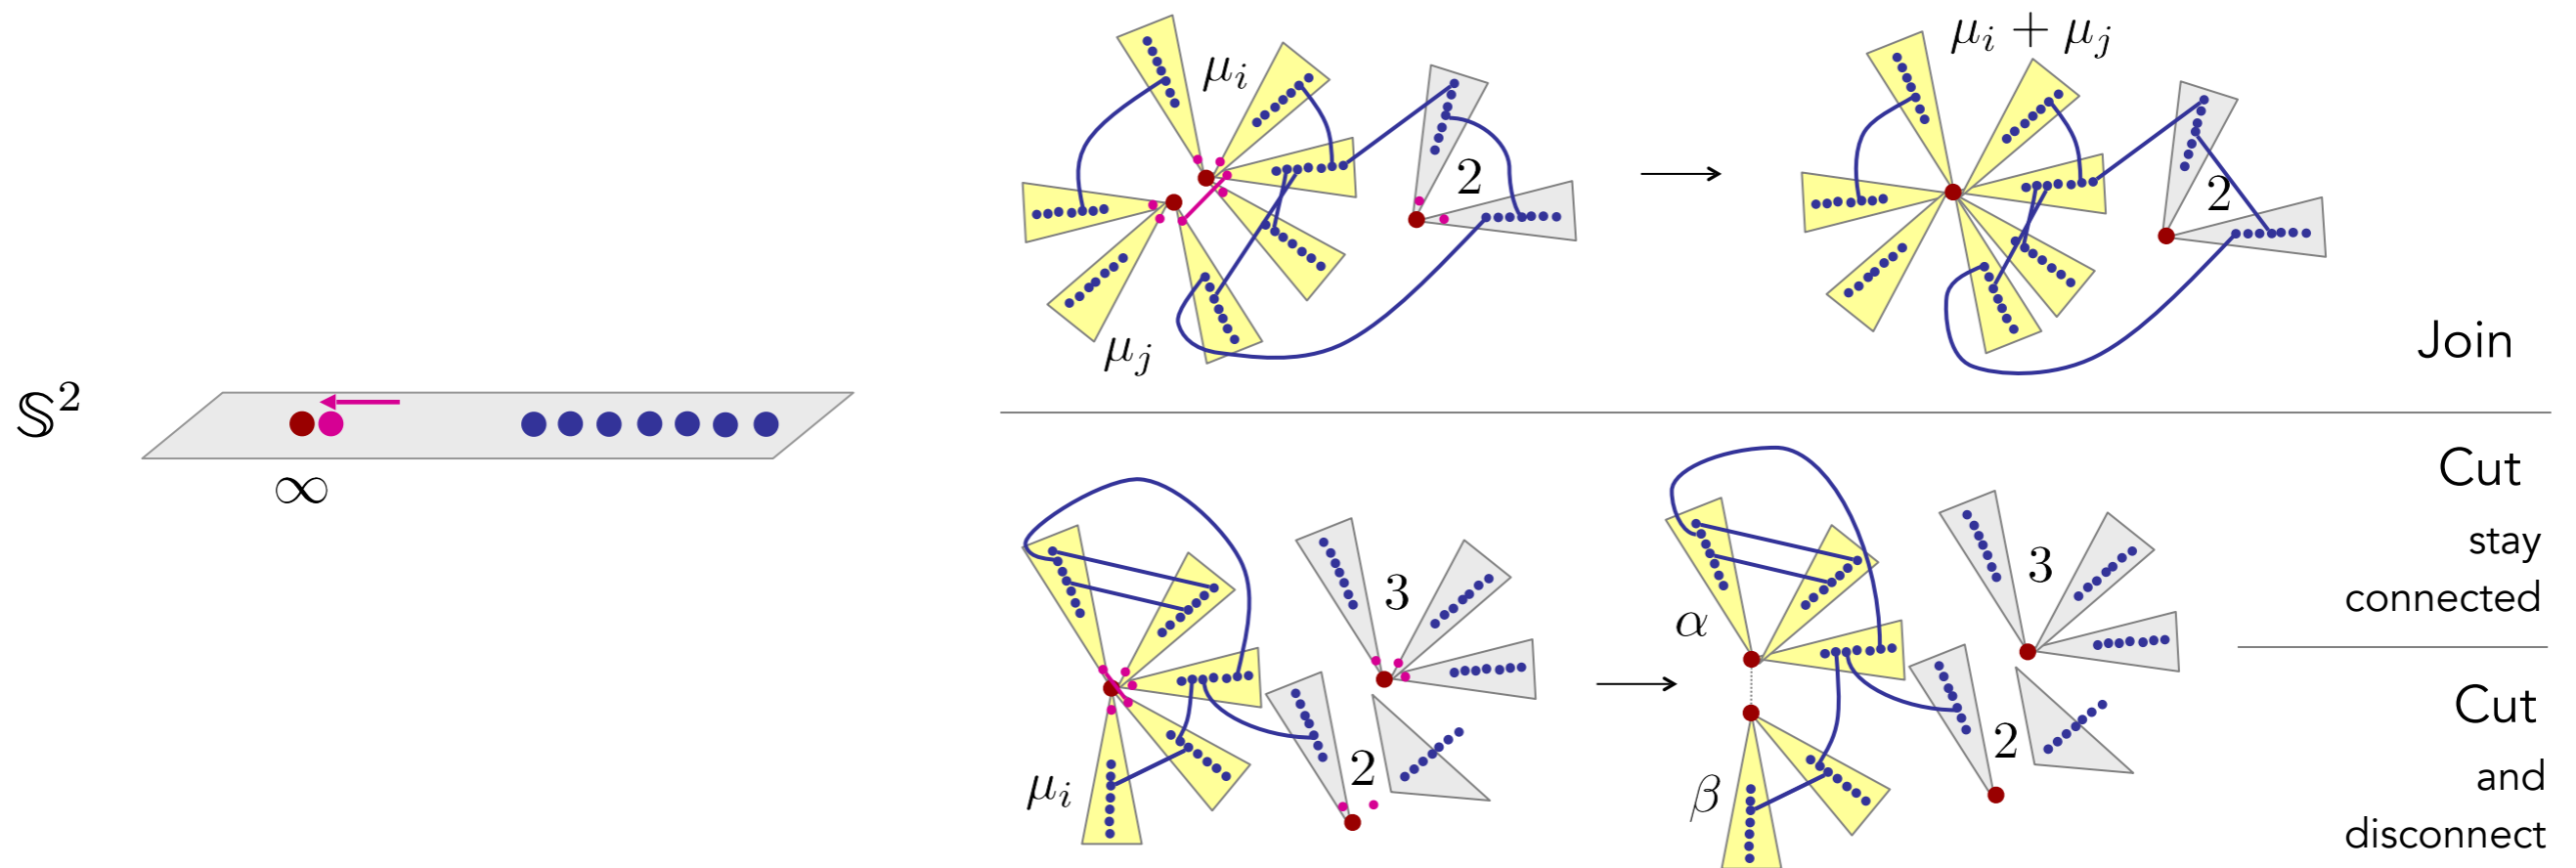 𝕊²
∞
μ_i
μ_j
2
μ_i + μ_j
2
Join
μ_i
3
2
α
β
3
2
Cut
stay
connected
Cut
and
disconnect